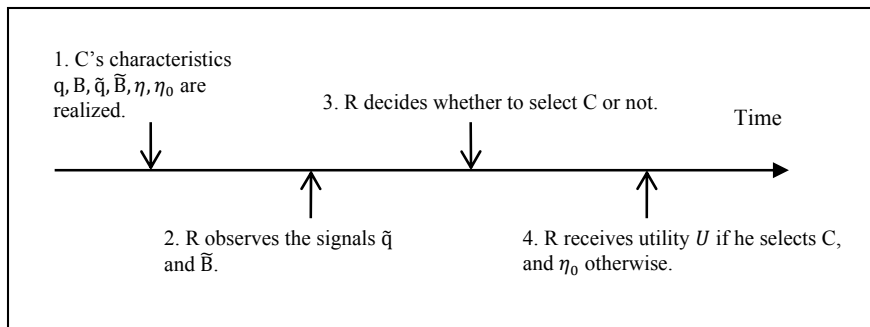 1. C's characteristics
q, B, q̃, B̃, η, η₀ are
realized.
3. R decides whether to select C or not.
Time
2. R observes the signals q̃
and B̃.
4. R receives utility U if he selects C,
and η₀ otherwise.